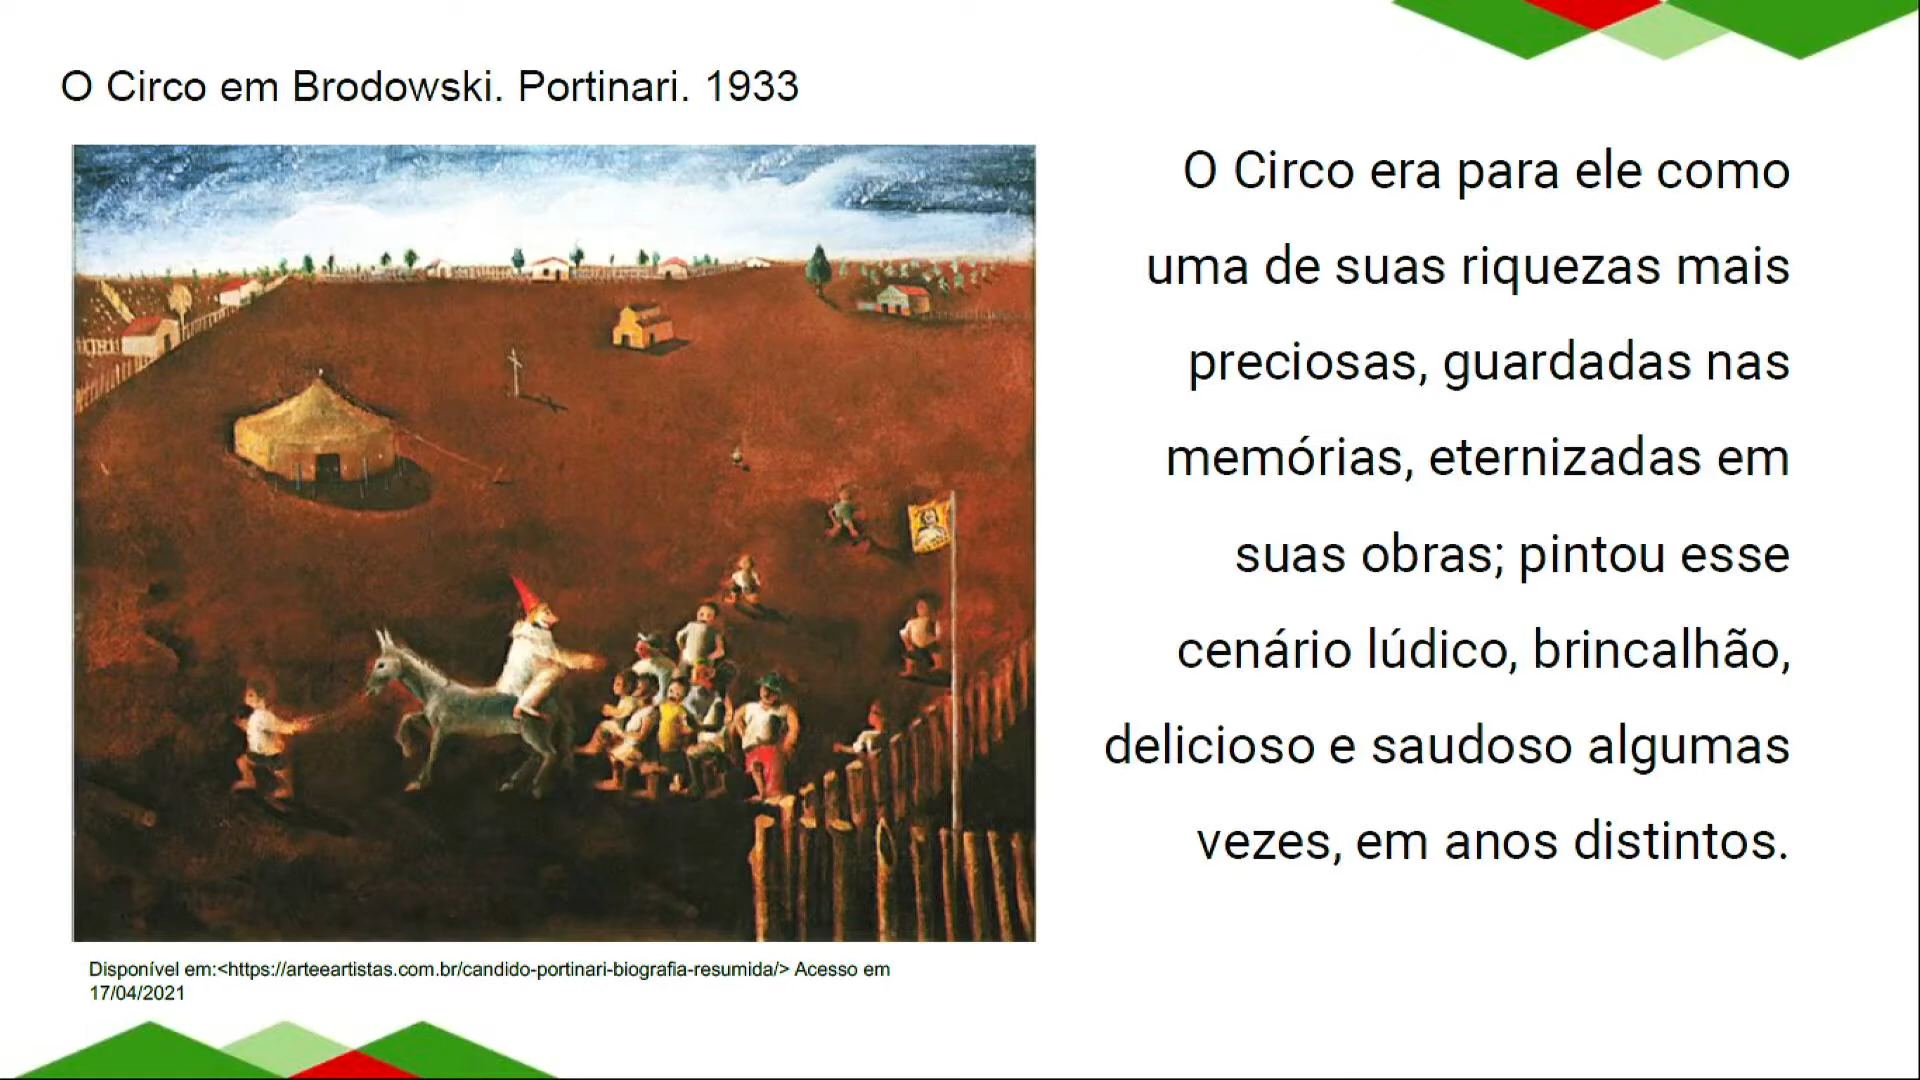 O Circo em Brodowski. Portinari. 1933
O Circo era para ele como
uma de suas riquezas mais
preciosas, guardadas nas
memórias, eternizadas em
suas obras; pintou esse
cenário lúdico, brincalhão,
delicioso e saudoso algumas
vezes, em anos distintos.
Disponível em:<https://arteeartistas.com.br/candido-portinari-biografia-resumida/> Acesso em
17/04/2021